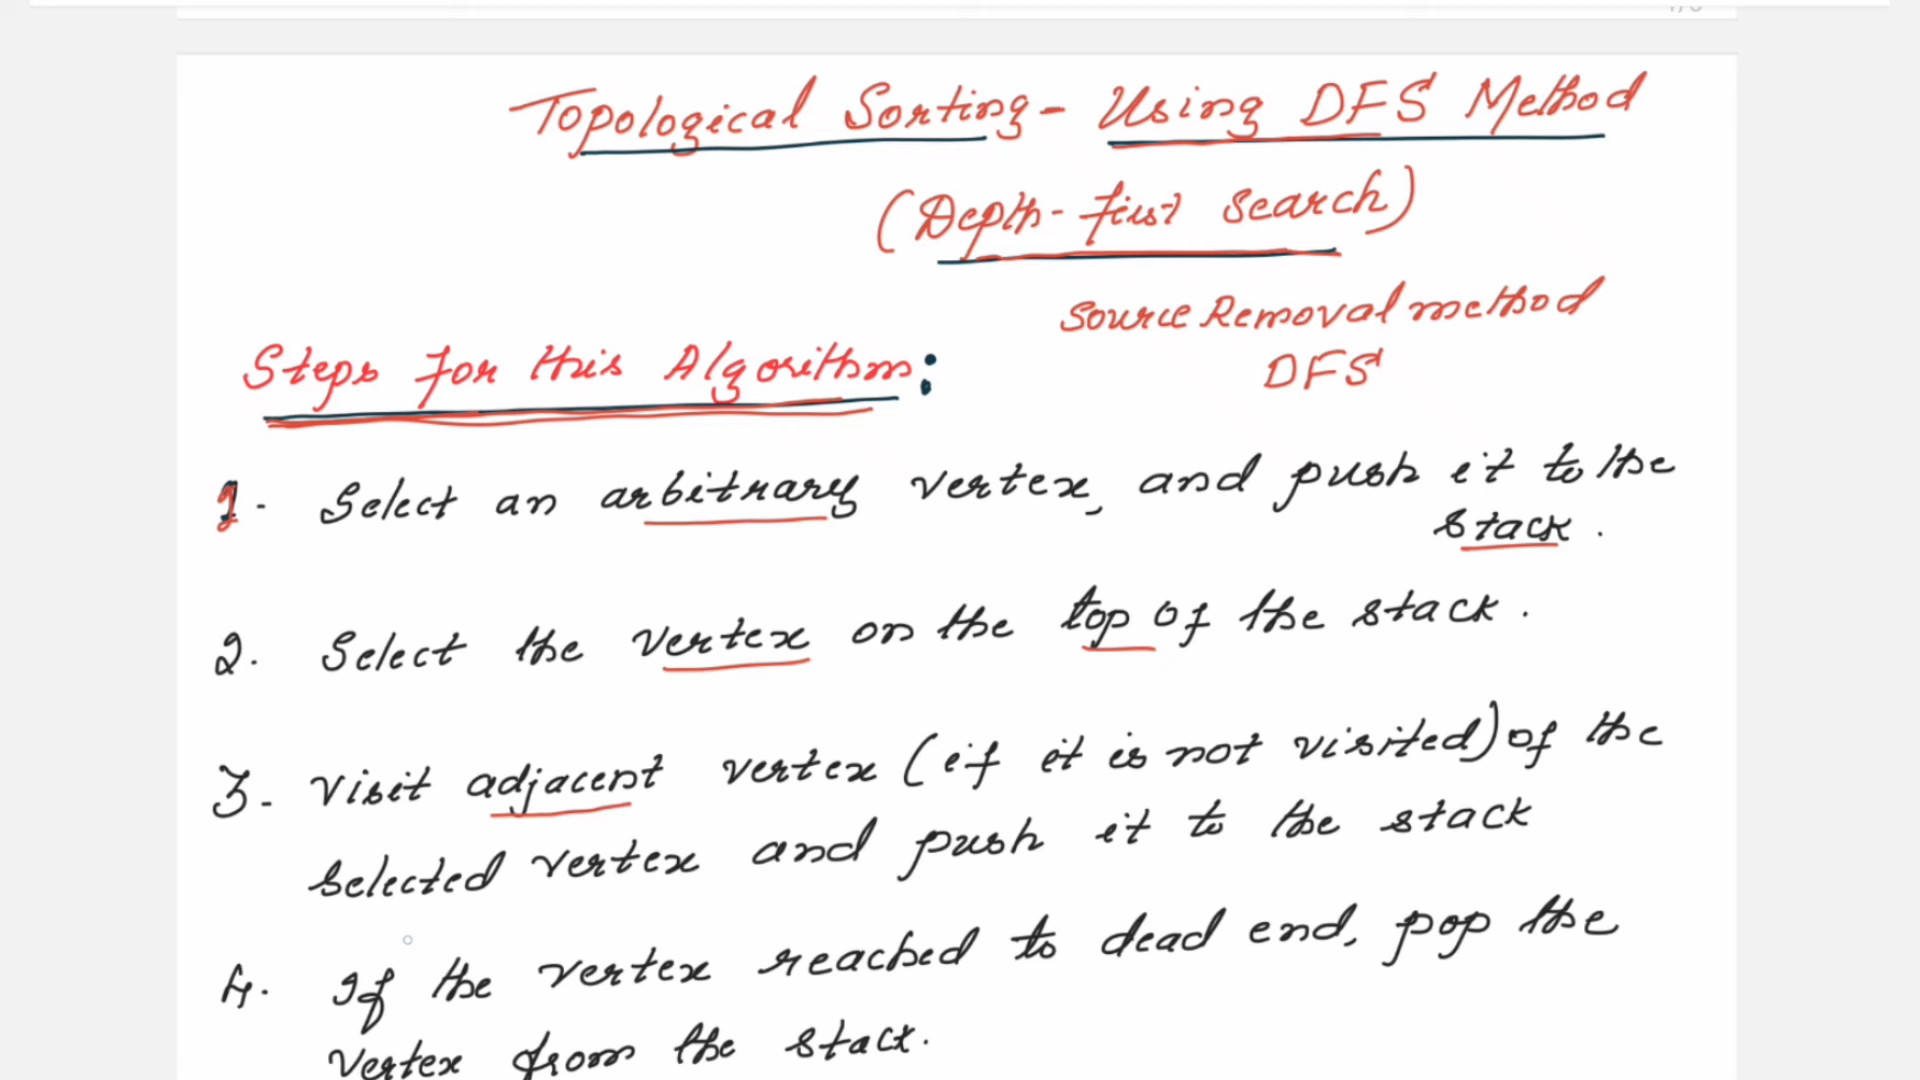 Topological Sorting - Using DFS Method
(Depth-first search)
Source Removal method
DFS
Steps for this Algorithm:
1. Select an arbitrary vertex, and push it to the
stack.
2. Select the vertex on the top of the stack.
3. Visit adjacent vertex (if it is not visited) of the
selected vertex and push it to the stack
4. If the vertex reached to dead end, pop the
vertex from the stack.